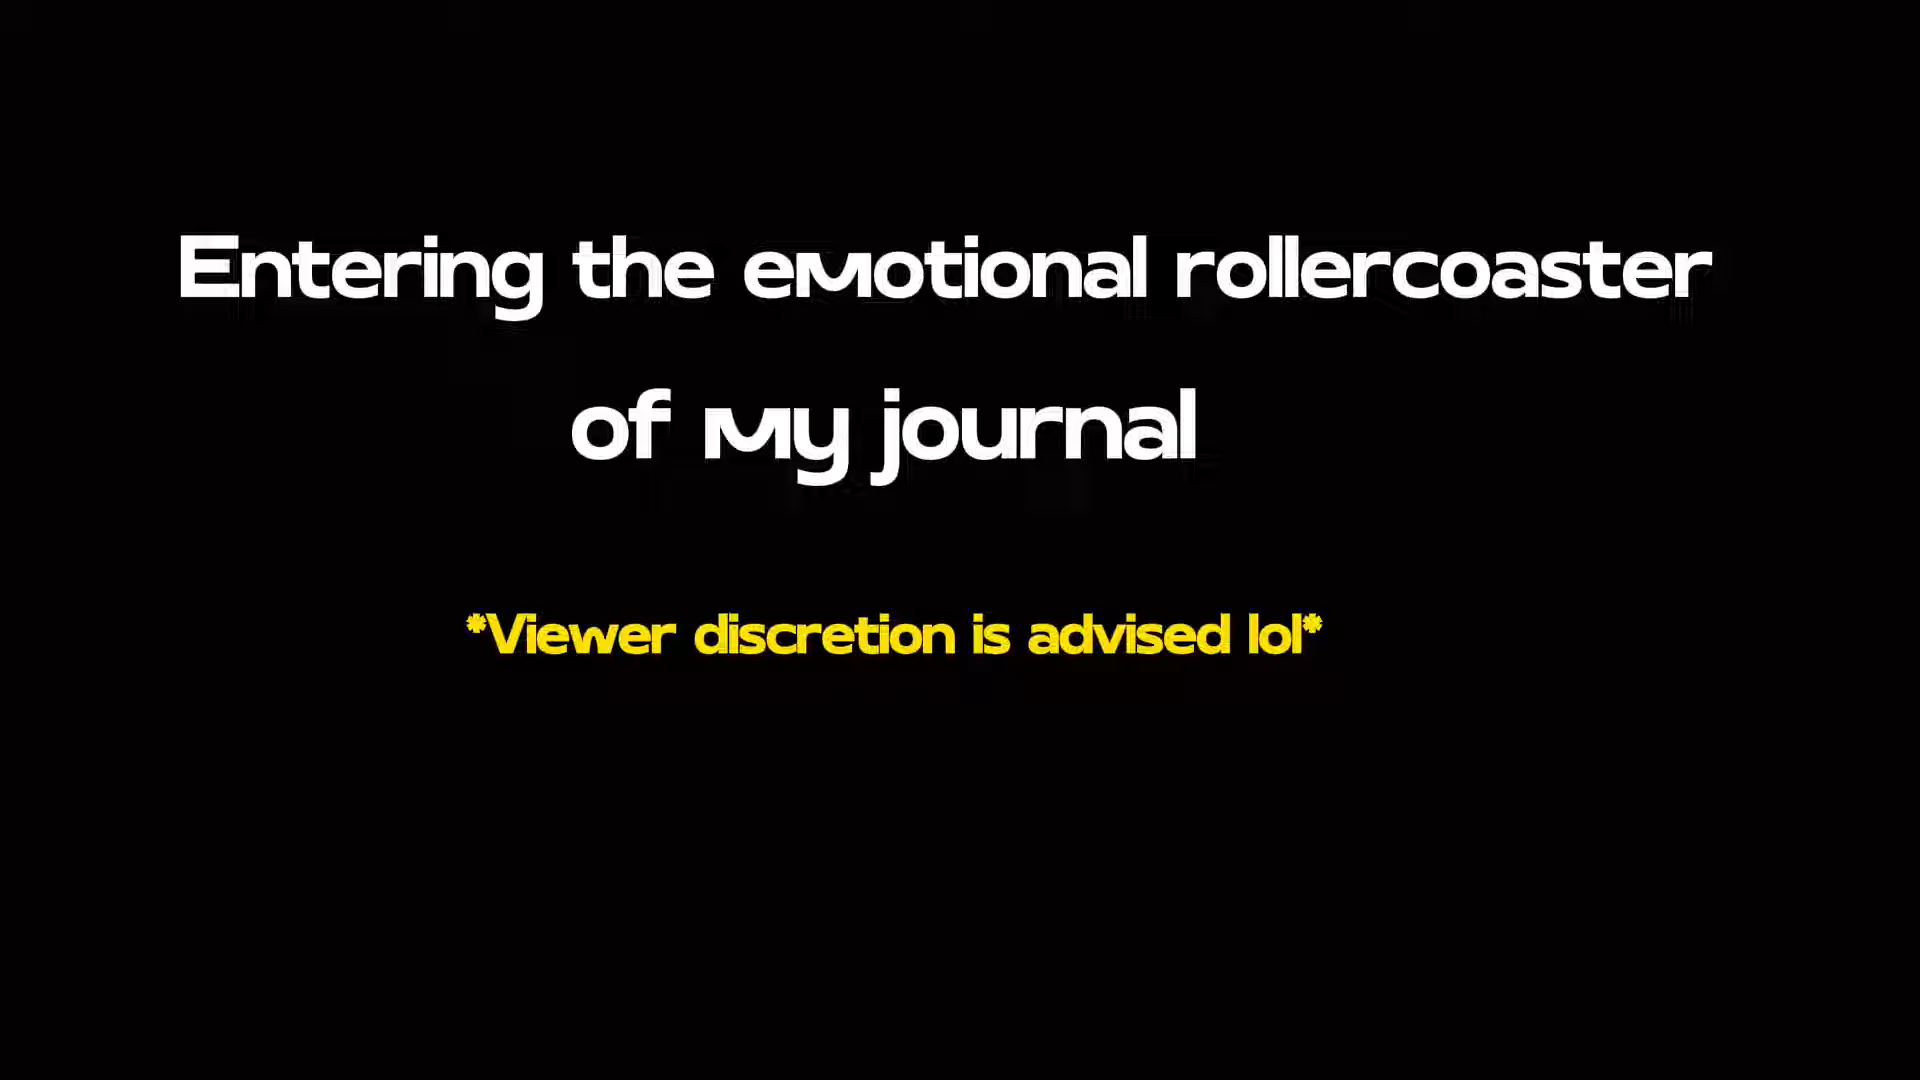 Entering the emotional rollercoaster
of my journal
*Viewer discretion is advised lol*